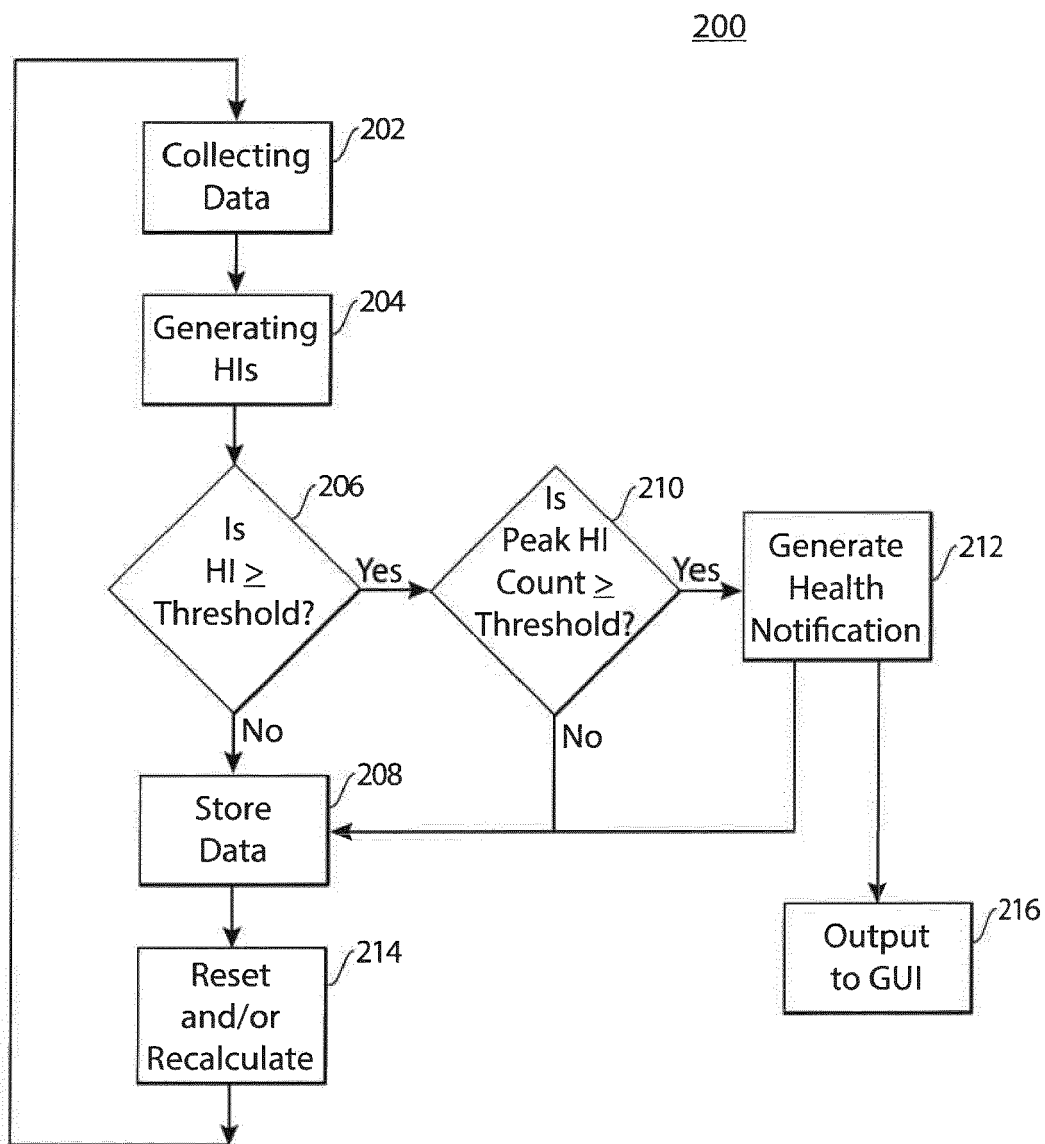 200
202
Collecting
Data
204
Generating
HIs
206
Is
HI ≥
Threshold?
Yes
No
210
Is
Peak HI
Count ≥
Threshold?
Yes
No
212
Generate
Health
Notification
208
Store
Data
214
Reset
and/or
Recalculate
216
Output
to GUI